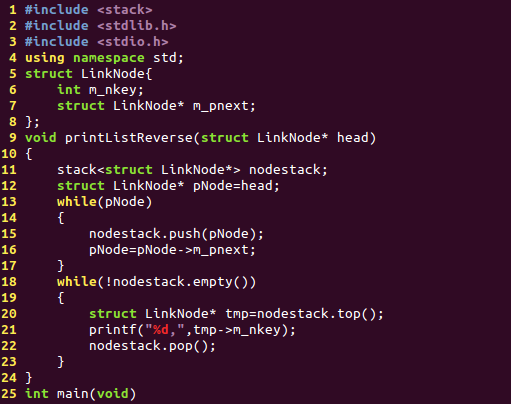 1 #include <stack>
2 #include <stdlib.h>
3 #include <stdio.h>
4 using namespace std;
5 struct LinkNode{
6     int m_nkey;
7     struct LinkNode* m_pnext;
8 };
9 void printListReverse(struct LinkNode* head)
10 {
11     stack<struct LinkNode*> nodestack;
12     struct LinkNode* pNode=head;
13     while(pNode)
14     {
15         nodestack.push(pNode);
16         pNode=pNode->m_pnext;
17     }
18     while(!nodestack.empty())
19     {
20         struct LinkNode* tmp=nodestack.top();
21         printf("%d,",tmp->m_nkey);
22         nodestack.pop();
23     }
24 }
25 int main(void)